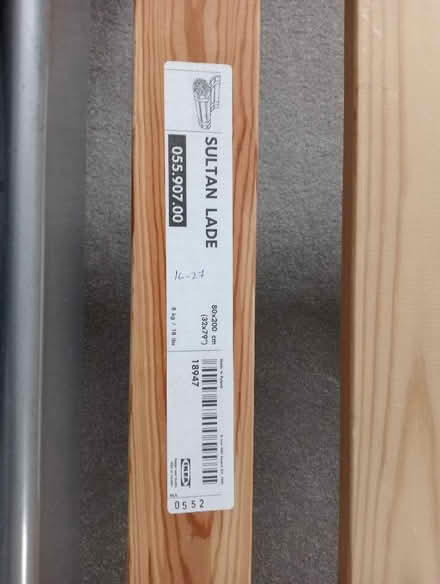 SULTAN LADE
055.907.00
16-27
80x200 cm
(32x79")
8 kg / 18 lbs
18947
IKEA
0552